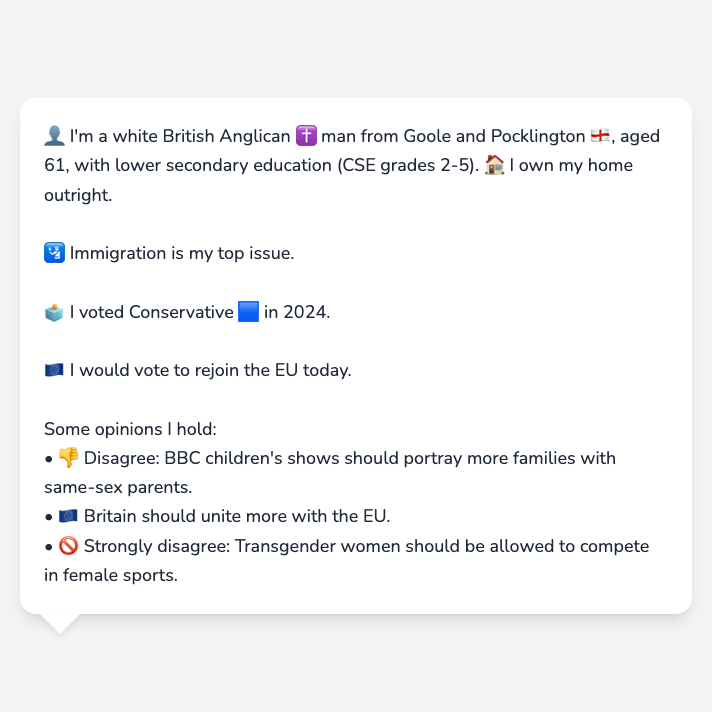 👤 I'm a white British Anglican ✝️ man from Goole and Pocklington 🏴󠁧󠁢󠁥󠁮󠁧󠁿, aged
61, with lower secondary education (CSE grades 2-5). 🏠 I own my home
outright.
🛂 Immigration is my top issue.
🗳️ I voted Conservative 🟦 in 2024.
🇪🇺 I would vote to rejoin the EU today.
Some opinions I hold:
• 👎 Disagree: BBC children's shows should portray more families with
same-sex parents.
• 🇪🇺 Britain should unite more with the EU.
• 🚫 Strongly disagree: Transgender women should be allowed to compete
in female sports.